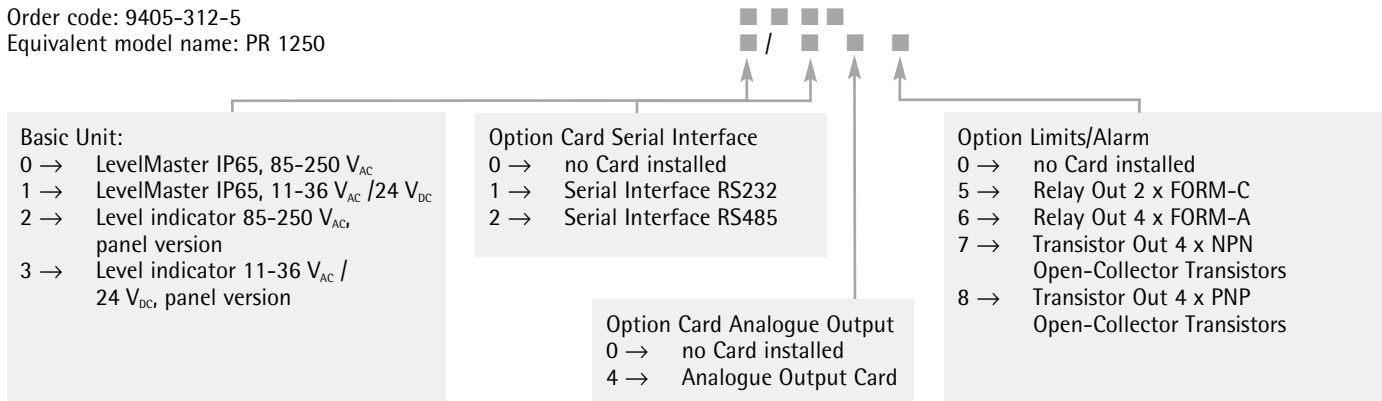 Order code: 9405-312-5 ■ ■ ■ ■
Equivalent model name: PR 1250 ■ / ■ ■ ■
Basic Unit:
0 → LevelMaster IP65, 85-250 VAC
1 → LevelMaster IP65, 11-36 VAC /24 VDC
2 → Level indicator 85-250 VAC,
panel version
3 → Level indicator 11-36 VAC /
24 VDC, panel version
Option Card Serial Interface
0 → no Card installed
1 → Serial Interface RS232
2 → Serial Interface RS485
Option Card Analogue Output
0 → no Card installed
4 → Analogue Output Card
Option Limits/Alarm
0 → no Card installed
5 → Relay Out 2 x FORM-C
6 → Relay Out 4 x FORM-A
7 → Transistor Out 4 x NPN
Open-Collector Transistors
8 → Transistor Out 4 x PNP
Open-Collector Transistors